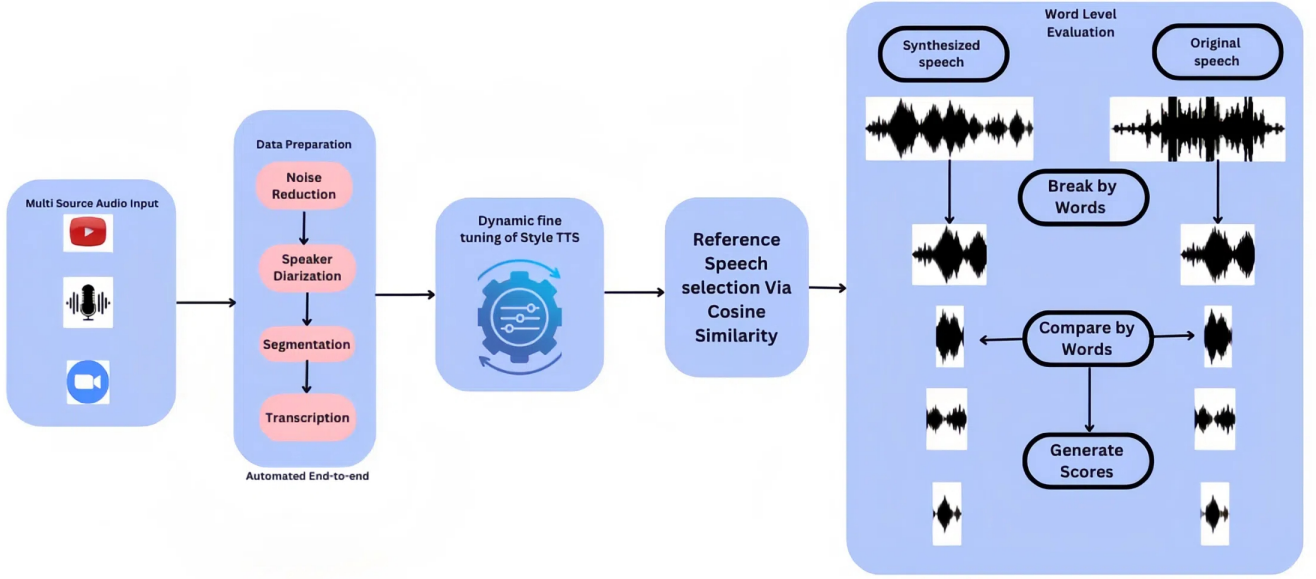 Multi Source Audio Input
Data Preparation
Noise
Reduction
Speaker
Diarization
Segmentation
Transcription
Automated End-to-end
Dynamic fine
tuning of Style TTS
Reference
Speech
selection Via
Cosine
Similarity
Word Level
Evaluation
Synthesized
speech
Original
speech
Break by
Words
Compare by
Words
Generate
Scores